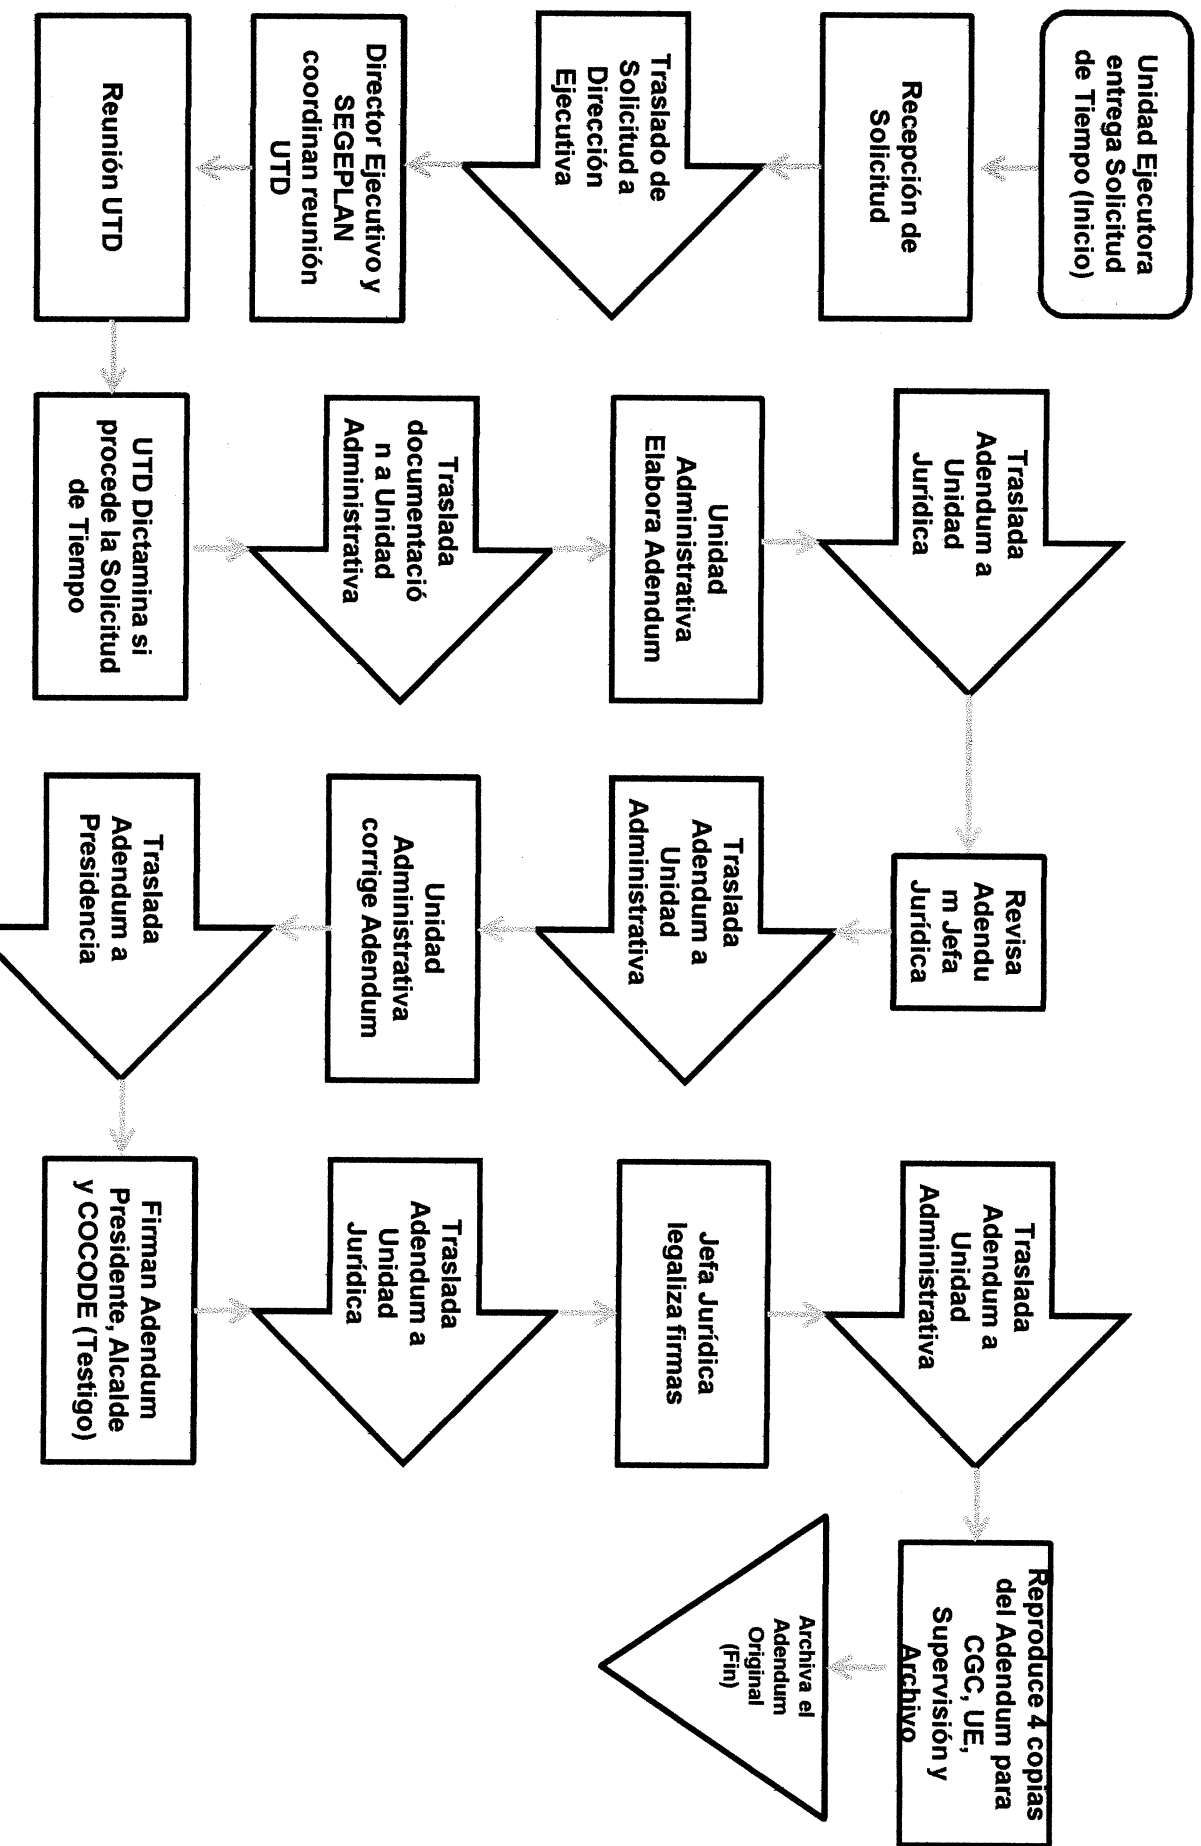 Unidad Ejecutora
entrega Solicitud
de Tiempo (Inicio)
Recepción de
Solicitud
Traslado de
Solicitud a
Dirección
Ejecutiva
Director Ejecutivo y
SEGEPLAN
coordinan reunión
UTD
Reunión UTD
UTD Dictamina si
procede la Solicitud
de Tiempo
Traslada
documentació
n a Unidad
Administrativa
Unidad
Administrativa
Elabora Adendum
Traslada
Adendum a
Unidad
Jurídica
Revisa
Adendu
m Jefa
Jurídica
Traslada
Adendum a
Unidad
Administrativa
Unidad
Administrativa
corrige Adendum
Traslada
Adendum a
Presidencia
Firman Adendum
Presidente, Alcalde
y COCODE (Testigo)
Traslada
Adendum a
Unidad
Jurídica
Jefa Jurídica
legaliza firmas
Traslada
Adendum a
Unidad
Administrativa
Reproduce 4 copias
del Adendum para
CGC, UE,
Supervisión y
Archivo
Archiva el
Adendum
Original
(Fin)